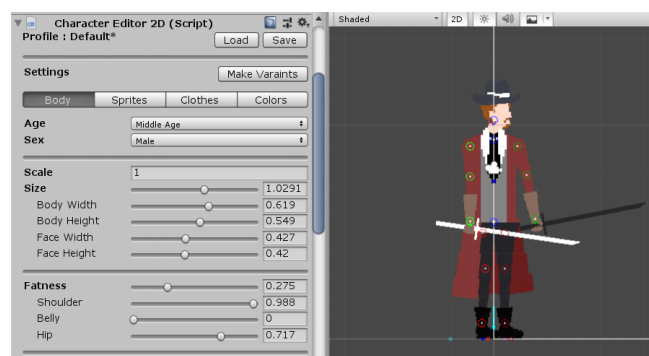 Character Editor 2D (Script)
Profile : Default*
Load
Save
Settings
Make Varaints
Body
Sprites
Clothes
Colors
Age
Middle Age
Sex
Male
Scale
1
Size
1.0291
Body Width
0.619
Body Height
0.549
Face Width
0.427
Face Height
0.42
Fatness
0.275
Shoulder
0.988
Belly
0
Hip
0.717
Shaded
2D